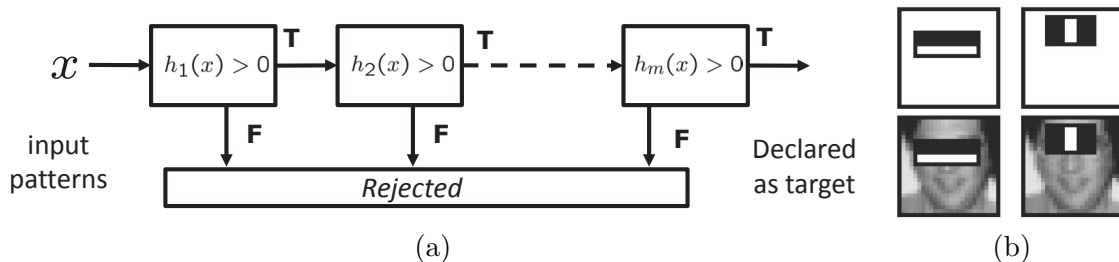 T T T
x h₁(x) > 0 h₂(x) > 0 hₘ(x) > 0
F F F
input
patterns
Rejected
Declared
as target
(a) (b)